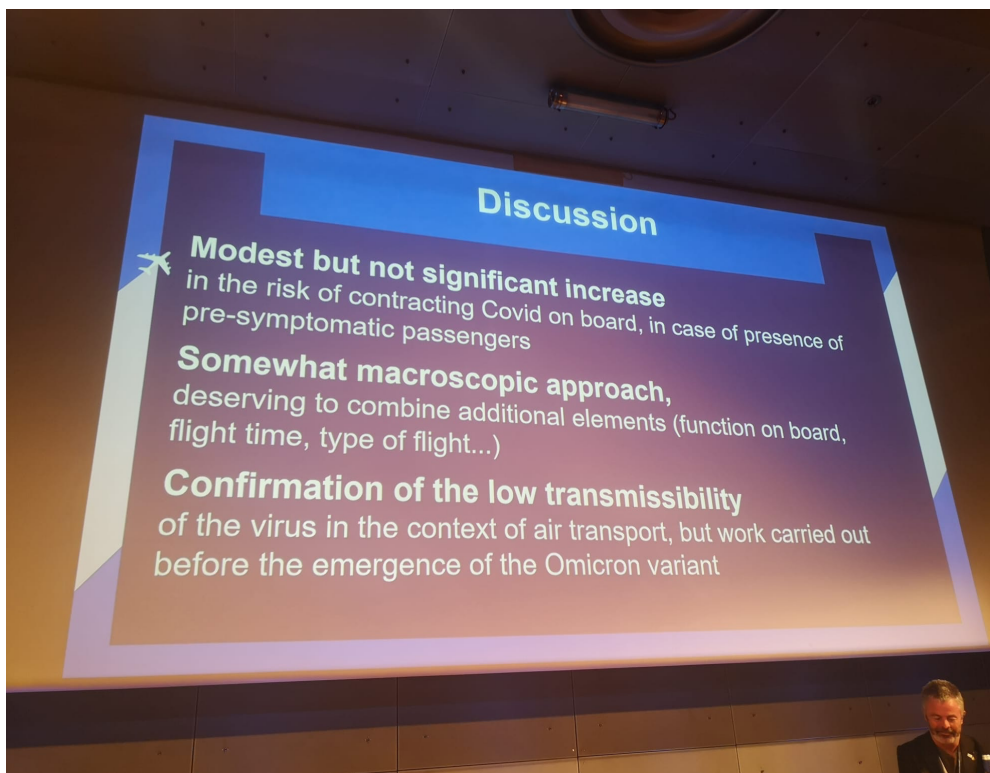 Discussion
Modest but not significant increase
in the risk of contracting Covid on board, in case of presence of
pre-symptomatic passengers
Somewhat macroscopic approach,
deserving to combine additional elements (function on board,
flight time, type of flight...)
Confirmation of the low transmissibility
of the virus in the context of air transport, but work carried out
before the emergence of the Omicron variant